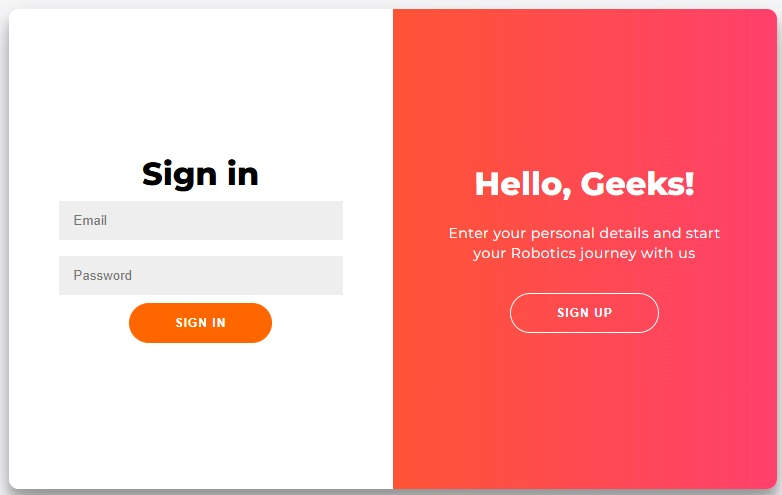 Sign in
Email
Password
SIGN IN
Hello, Geeks!
Enter your personal details and start
your Robotics journey with us
SIGN UP